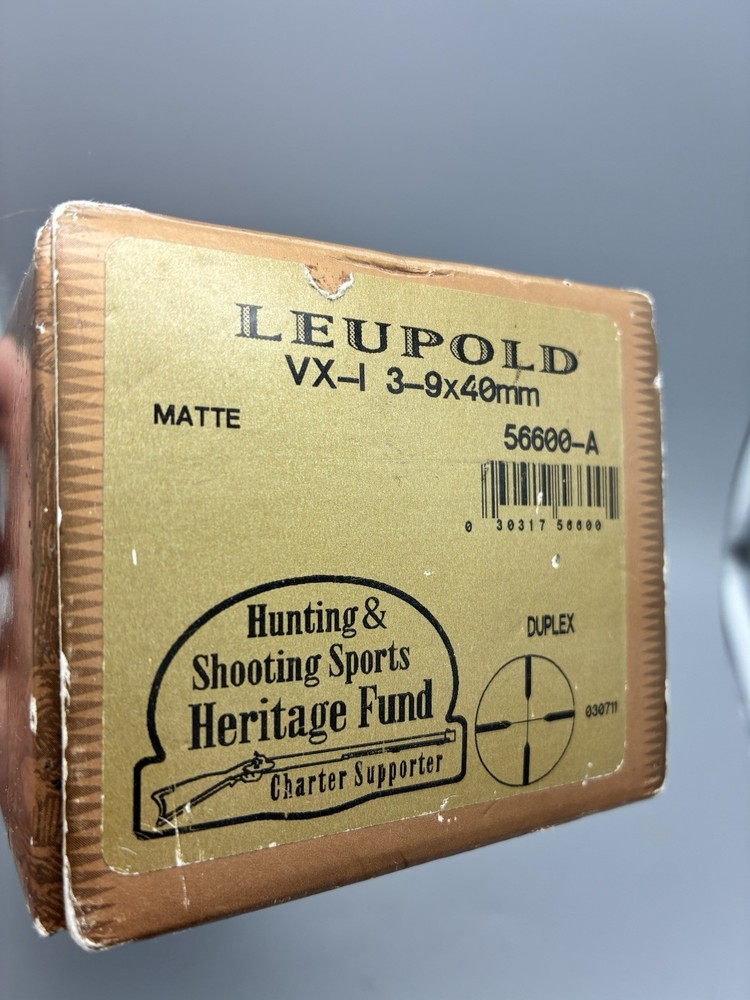 LEUPOLD
VX-I 3-9x40mm
MATTE
56600-A
0 30317 56600
Hunting &
Shooting Sports
Heritage Fund
Charter Supporter
DUPLEX
030711